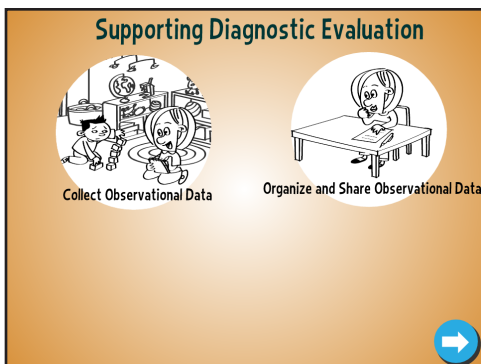 Supporting Diagnostic Evaluation
Collect Observational Data
Organize and Share Observational Data